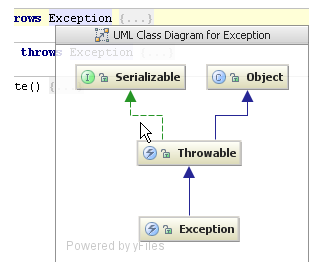 rows Exception {...}
UML Class Diagram for Exception
throws Exception {...}
I Serializable
C Object
te() {...
Throwable
Exception
Powered by yFiles